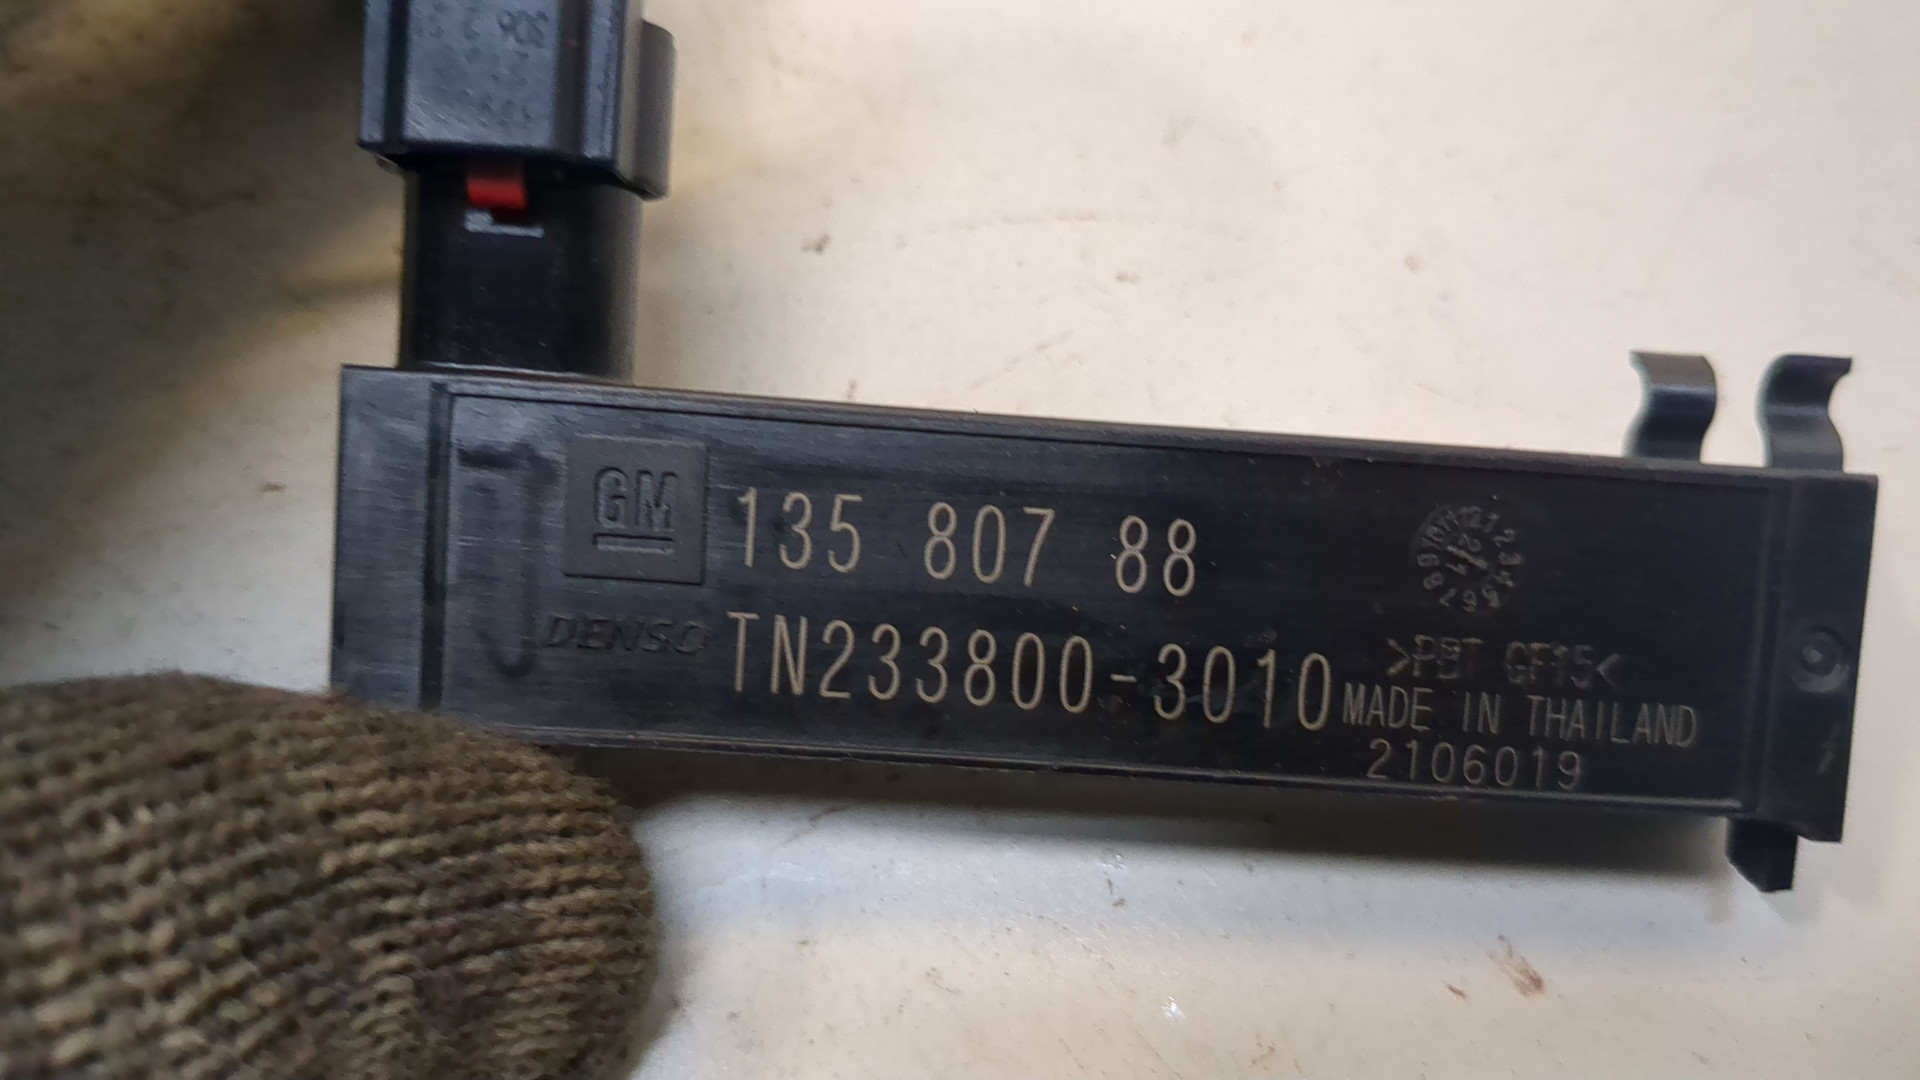 GM
135 807 88
DENSO
TN233800-3010
>PBT GF15<
MADE IN THAILAND
2106019